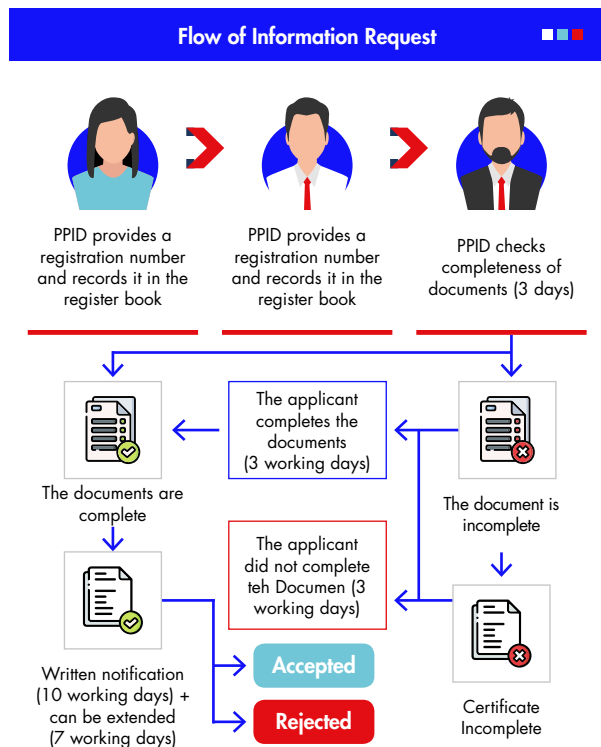 Flow of Information Request
PPID provides a
registration number
and records it in the
register book
PPID provides a
registration number
and records it in the
register book
PPID checks
completeness of
documents (3 days)
The applicant
completes the
documents
(3 working days)
The documents are
complete
The document is
incomplete
The applicant
did not complete
teh Documen (3
working days)
Written notification
(10 working days) +
can be extended
(7 working days)
Accepted
Rejected
Certificate
Incomplete